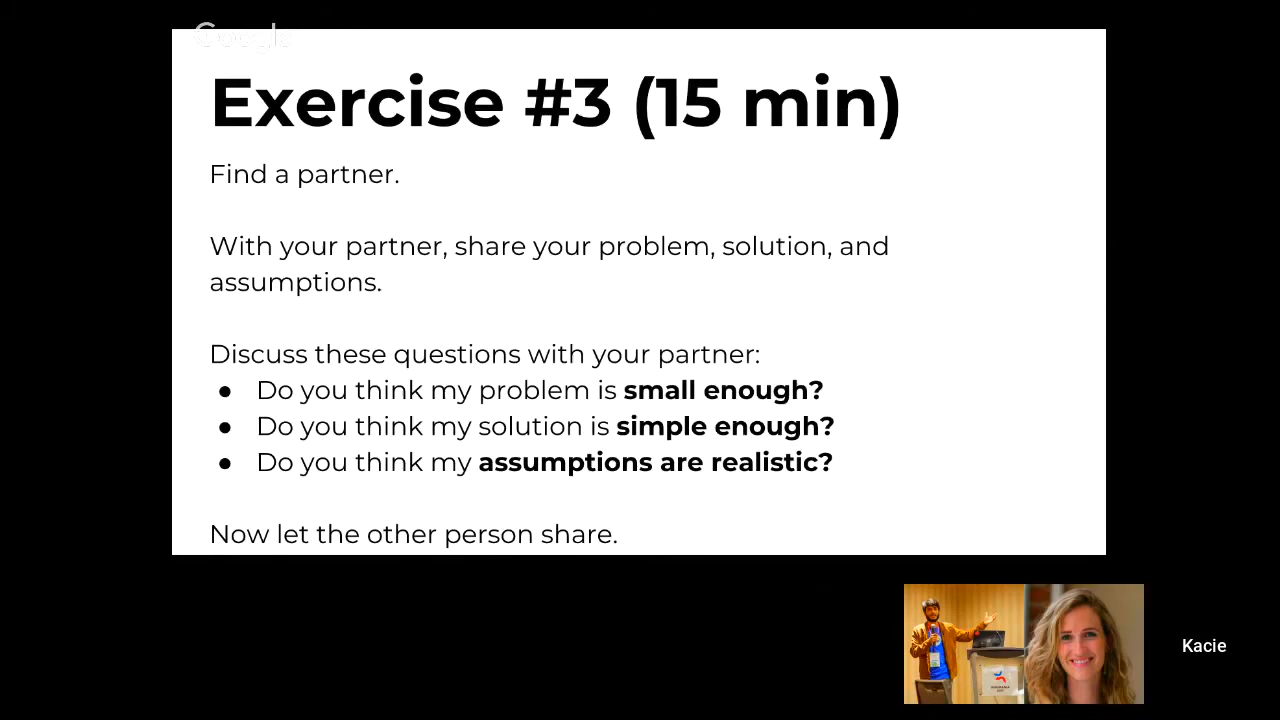 Google
Exercise #3 (15 min)
Find a partner.
With your partner, share your problem, solution, and
assumptions.
Discuss these questions with your partner:
● Do you think my problem is small enough?
● Do you think my solution is simple enough?
● Do you think my assumptions are realistic?
Now let the other person share.
Kacie